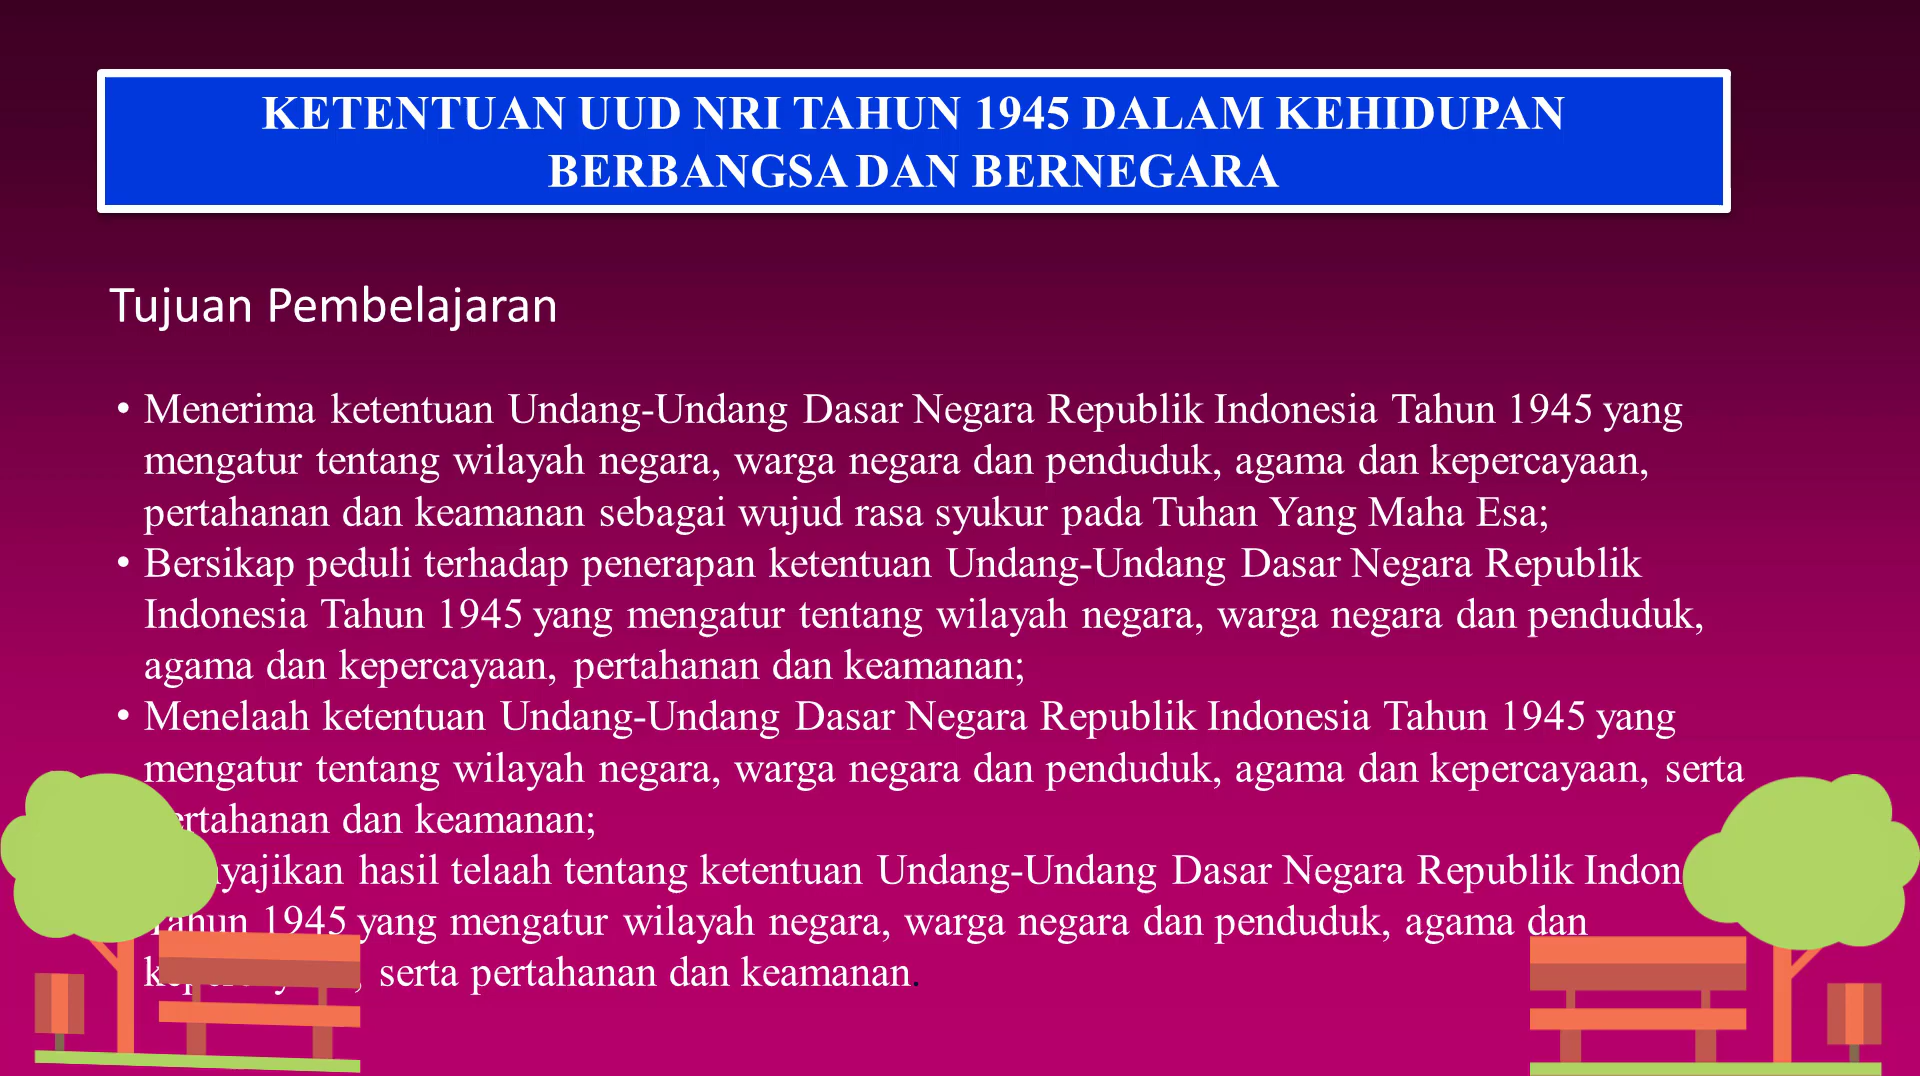 KETENTUAN UUD NRI TAHUN 1945 DALAM KEHIDUPAN
BERBANGSA DAN BERNEGARA
Tujuan Pembelajaran
• Menerima ketentuan Undang-Undang Dasar Negara Republik Indonesia Tahun 1945 yang
mengatur tentang wilayah negara, warga negara dan penduduk, agama dan kepercayaan,
pertahanan dan keamanan sebagai wujud rasa syukur pada Tuhan Yang Maha Esa;
• Bersikap peduli terhadap penerapan ketentuan Undang-Undang Dasar Negara Republik
Indonesia Tahun 1945 yang mengatur tentang wilayah negara, warga negara dan penduduk,
agama dan kepercayaan, pertahanan dan keamanan;
• Menelaah ketentuan Undang-Undang Dasar Negara Republik Indonesia Tahun 1945 yang
mengatur tentang wilayah negara, warga negara dan penduduk, agama dan kepercayaan, serta
dan keamanan;
hasil telaah tentang ketentuan Undang-Undang Dasar Negara Republik
Tahun 1945 yang mengatur wilayah negara, warga negara dan penduduk, agama dan
serta pertahanan dan keamanan.